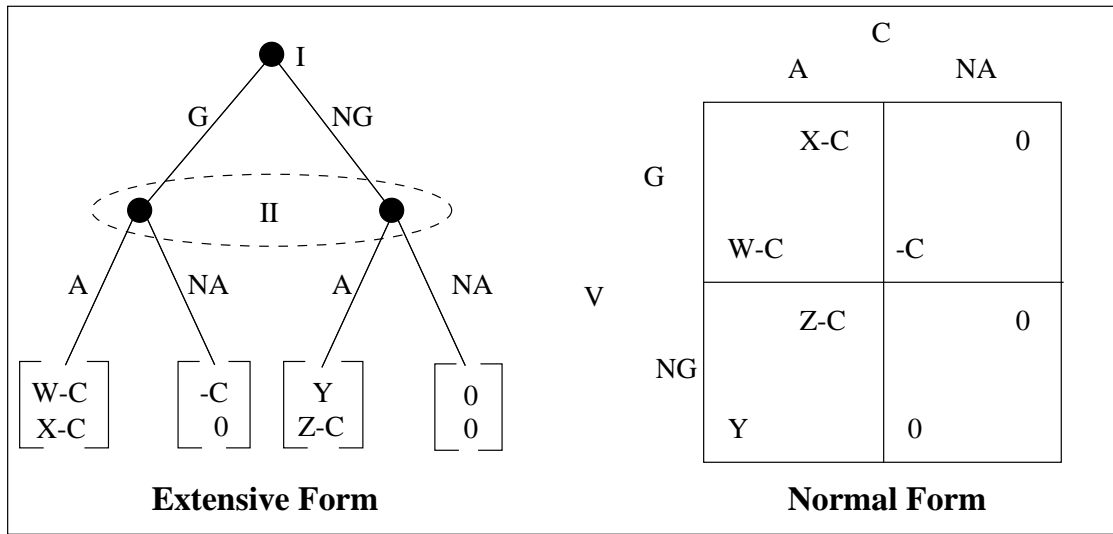 I
G NG
II
A NA A NA
W-C -C Y 0
X-C 0 Z-C 0
Extensive Form
C
A NA
X-C 0
G
W-C -C
V
Z-C 0
NG
Y 0
Normal Form